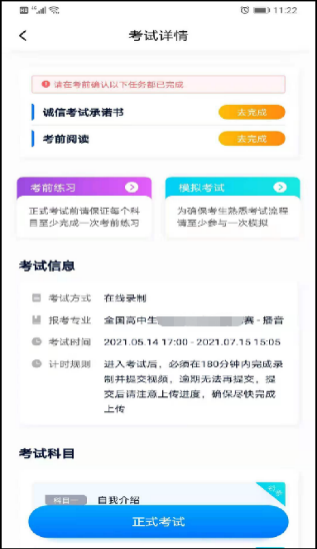 11:22
考试详情
请在考前确认以下任务都已完成
诚信考试承诺书
去完成
考前阅读
去完成
考前练习
正式考试前请保证每个科
目至少完成一次考前练习
模拟考试
为确保考生熟悉考试流程
请至少参与一次模拟
考试信息
考试方式 在线录制
报考专业 全国高中生 赛 - 播音
考试时间 2021.05.14 17:00 - 2021.07.15 15:05
计时规则 进入考试后，必须在180分钟内完成录
制并提交视频，逾期无法再提交，提
交后请注意上传进度，确保尽快完成
上传
考试科目
科目一 自我介绍
正式考试